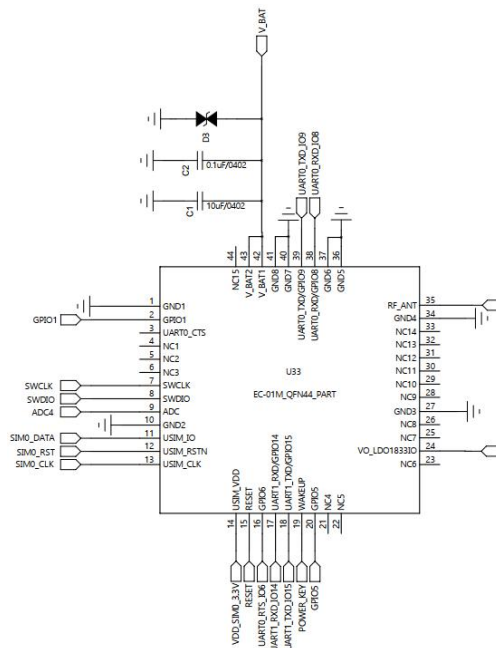 V_BAT
D3
C2
0.1uF/0402
C1
10uF/0402
UART0_TXD_IO9
UART0_RXD_IO8
44
43
42
41
40
39
38
37
36
NC15
V_BAT2
V_BAT1
GND8
GND7
UART0_TXD/GPIO9
UART0_RXD/GPIO8
GND6
GND5
1 GND1
GPIO1 2 GPIO1
3 UART0_CTS
4 NC1
5 NC2
6 NC3
SWCLK 7 SWCLK
SWDIO 8 SWDIO
ADC4 9 ADC
10 GND2
SIM0_DATA 11 USIM_IO
SIM0_RST 12 USIM_RSTN
SIM0_CLK 13 USIM_CLK
U33
EC-01M_QFN44_PART
RF_ANT 35
GND4 34
NC14 33
NC13 32
NC12 31
NC11 30
NC10 29
NC9 28
GND3 27
NC8 26
NC7 25
VO_LDO1833IO 24
NC6 23
USIM_VDD
RESET
GPIO6
UART1_RXD/GPIO14
UART1_TXD/GPIO15
WAKEUP
GPIO5
NC4
NC5
14
15
16
17
18
19
20
21
22
VDD_SIM0_3.3V
RESET
UART0_RTS_IO6
UART1_RXD_IO14
UART1_TXD_IO15
POWER_KEY
GPIO5